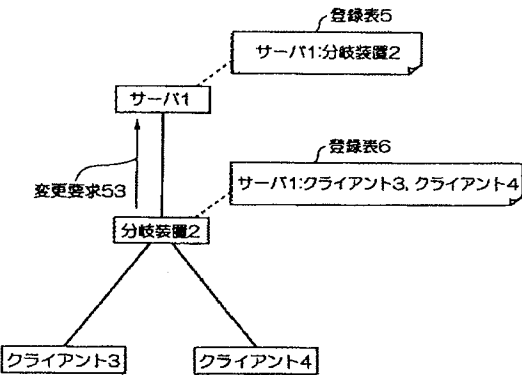 登録表5
サーバ1:分岐装置2
サーバ1
登録表6
サーバ1:クライアント3, クライアント4
変更要求53
分岐装置2
クライアント3
クライアント4